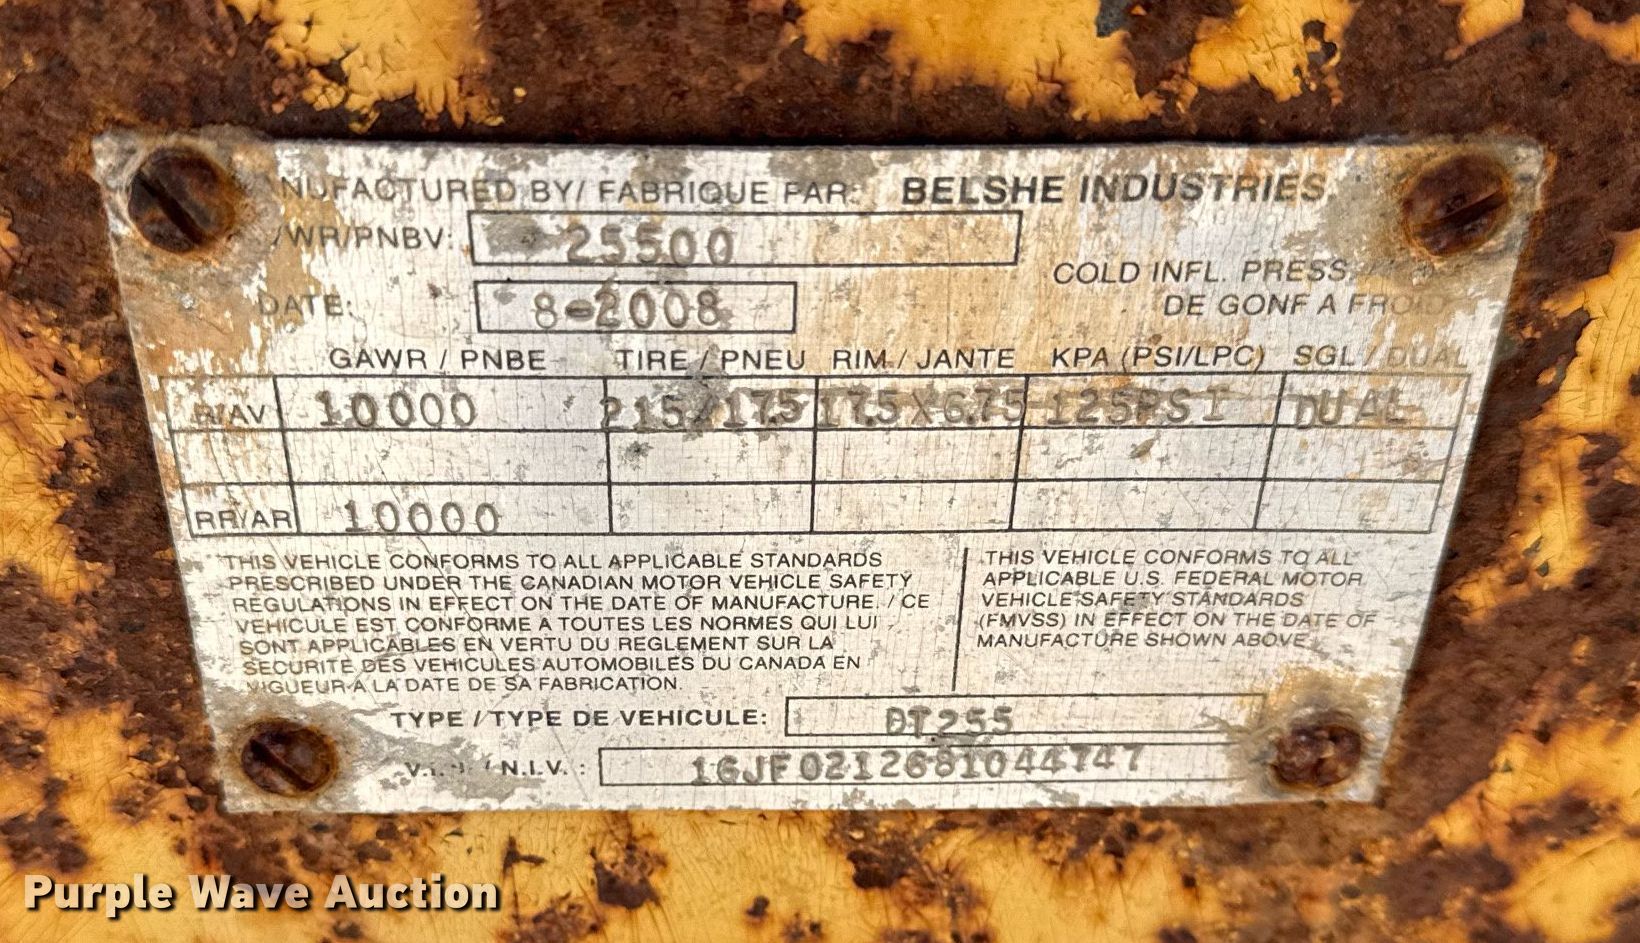 NUFACTURED BY/ FABRIQUE PAR: BELSHE INDUSTRIES
/WR/PNBV: 25500
COLD INFL. PRESS.
DATE: 8-2008
DE GONF A FROID
GAWR / PNBE TIRE / PNEU RIM / JANTE KPA (PSI/LPC) SGL / DUAL
R/AV 10000 215/17.5 17.5X6.75 125PSI DUAL
RR/AR 10000
THIS VEHICLE CONFORMS TO ALL APPLICABLE STANDARDS
PRESCRIBED UNDER THE CANADIAN MOTOR VEHICLE SAFETY
REGULATIONS IN EFFECT ON THE DATE OF MANUFACTURE. / CE
VEHICULE EST CONFORME A TOUTES LES NORMES QUI LUI
SONT APPLICABLES EN VERTU DU REGLEMENT SUR LA
SECURITE DES VEHICULES AUTOMOBILES DU CANADA EN
VIGUEUR A LA DATE DE SA FABRICATION.
THIS VEHICLE CONFORMS TO ALL
APPLICABLE U.S. FEDERAL MOTOR
VEHICLE SAFETY STANDARDS
(FMVSS) IN EFFECT ON THE DATE OF
MANUFACTURE SHOWN ABOVE
TYPE / TYPE DE VEHICULE: DT255
V.I.N. / N.I.V. : 16JF0212681044747
Purple Wave Auction